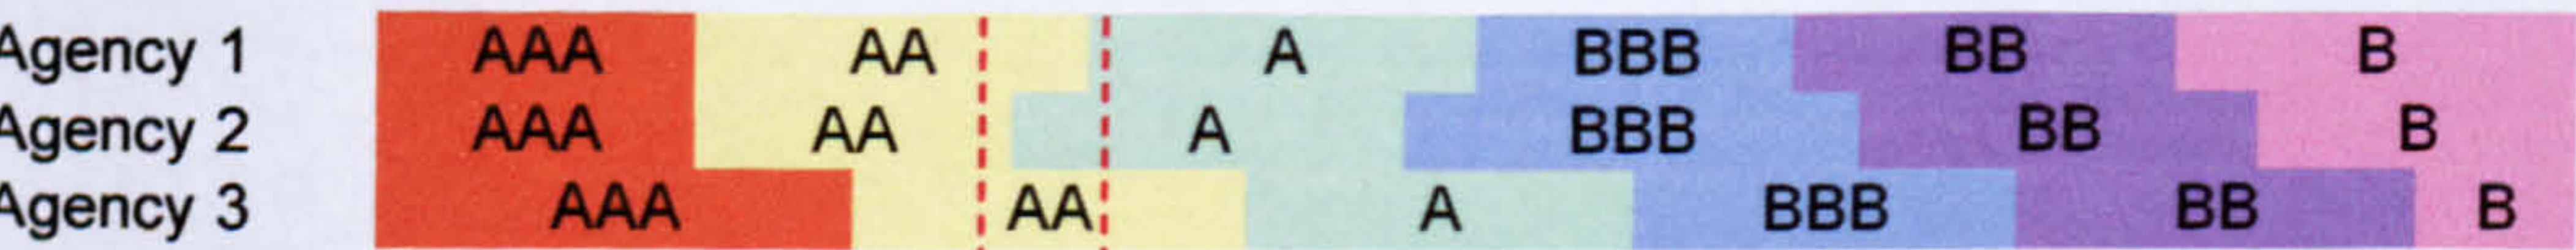 Agency 1 AAA AA A BBB BB B
Agency 2 AAA AA A BBB BB B
Agency 3 AAA AA A BBB BB B